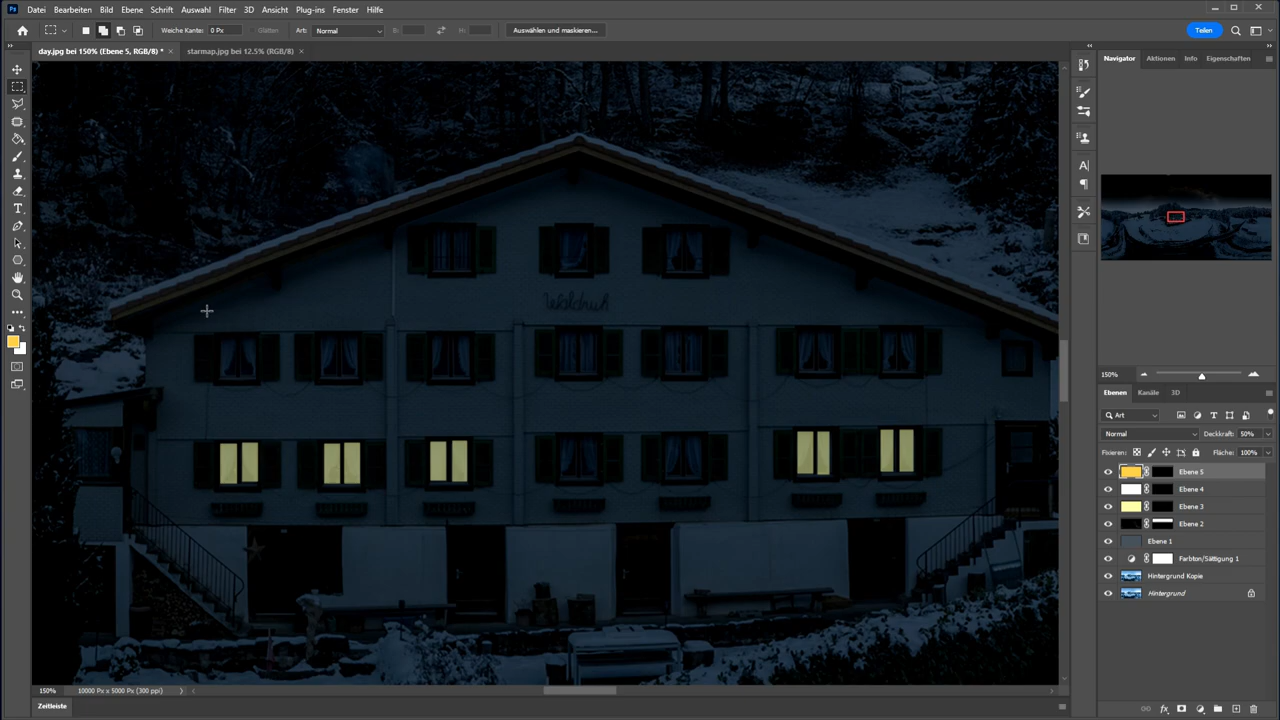 Ps Datei Bearbeiten Bild Ebene Schrift Auswahl Filter 3D Ansicht Plug-ins Fenster Hilfe
Weiche Kante: 0 Px Glätten Art: Normal B: H: Auswählen und maskieren... Teilen
day.jpg bei 150% (Ebene 5, RGB/8) * × starmap.jpg bei 12.5% (RGB/8) ×
Navigator Aktionen Info Eigenschaften
150%
Ebenen Kanäle 3D
Art
Normal Deckkraft: 50%
Fixieren: Fläche: 100%
Ebene 5
Ebene 4
Ebene 3
Ebene 2
Ebene 1
Farbton/Sättigung 1
Hintergrund Kopie
Hintergrund
150% 10000 Px x 5000 Px (300 ppi)
Zeitleiste
fx